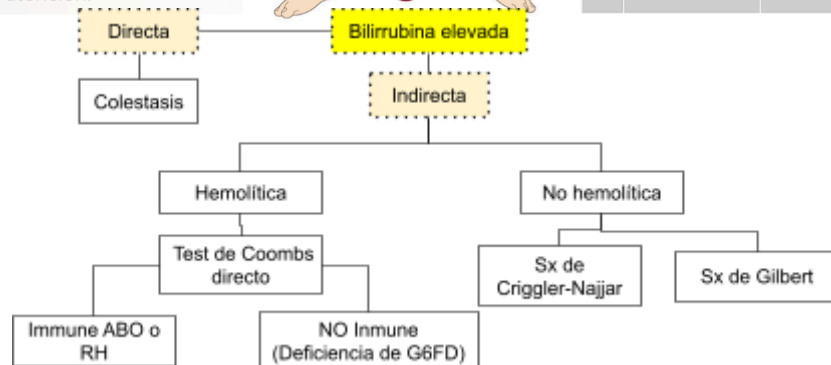 Directa
Bilirrubina elevada
Colestasis
Indirecta
Hemolítica
No hemolítica
Test de Coombs
directo
Sx de
Criggler-Najjar
Sx de Gilbert
Immune ABO o
RH
NO Inmune
(Deficiencia de G6FD)